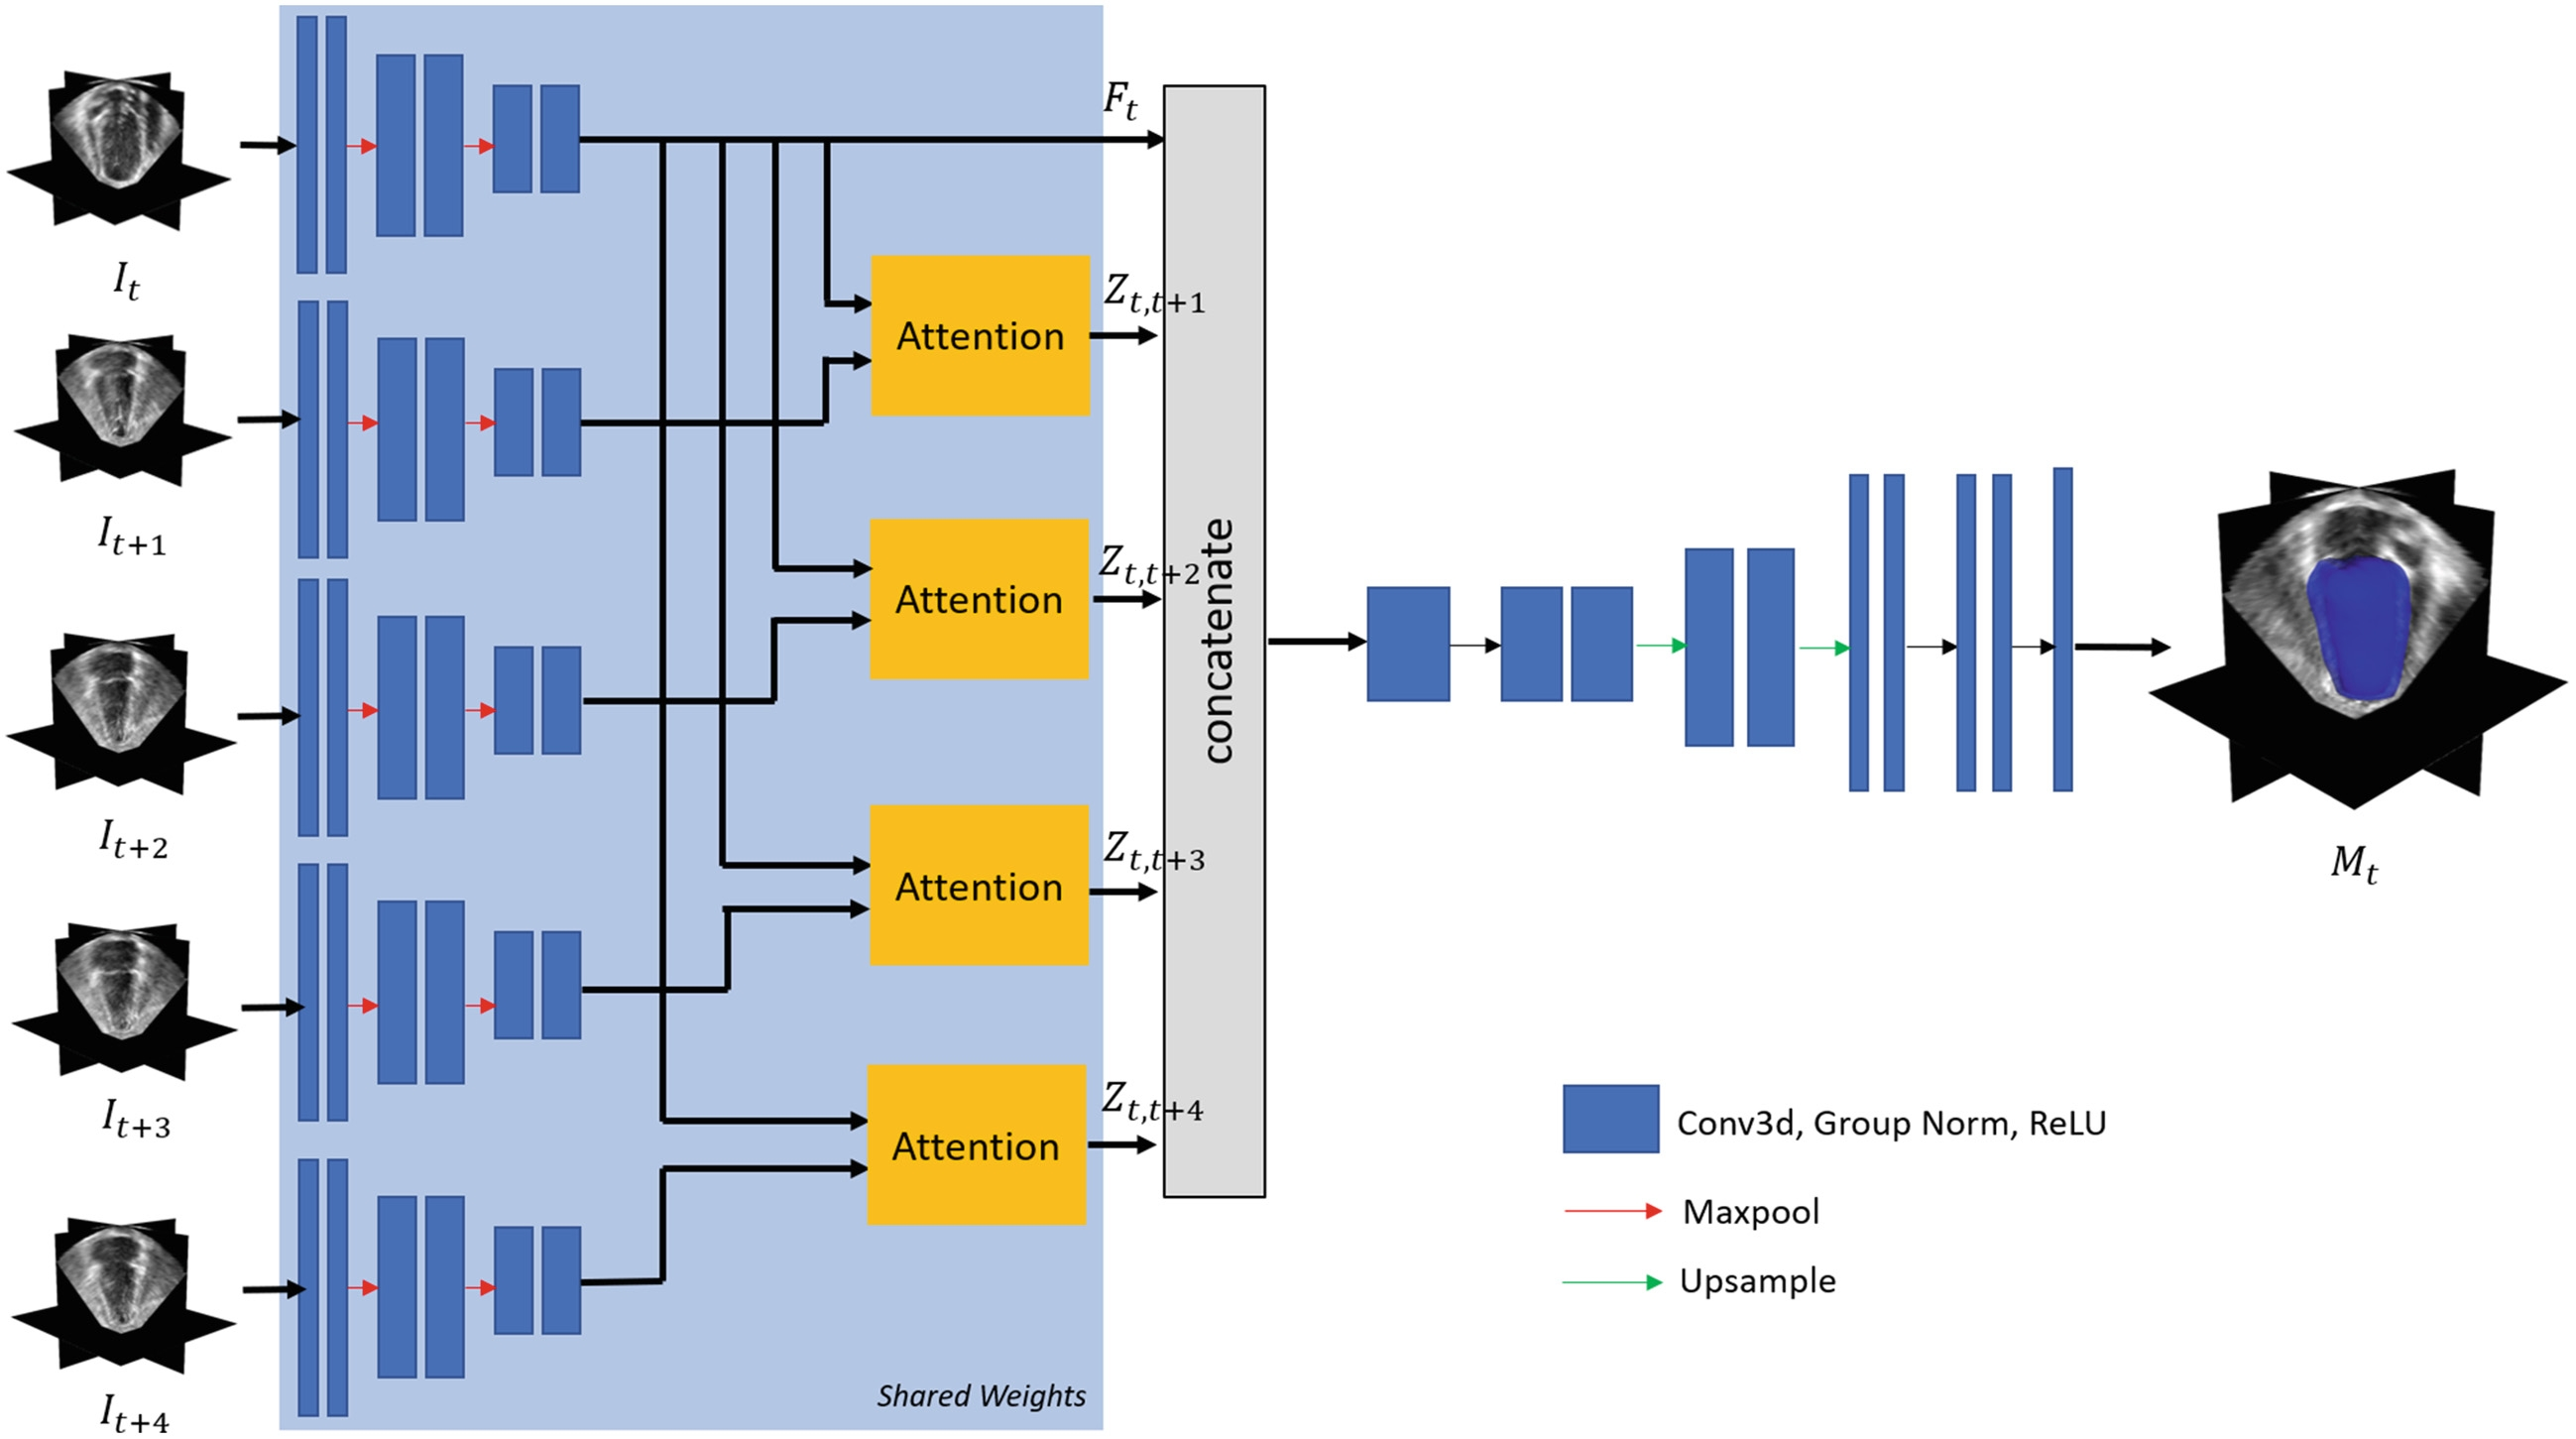 I_t
I_{t+1}
I_{t+2}
I_{t+3}
I_{t+4}
F_t
Attention
Z_{t,t+1}
Attention
Z_{t,t+2}
Attention
Z_{t,t+3}
Attention
Z_{t,t+4}
Shared Weights
concatenate
M_t
Conv3d, Group Norm, ReLU
Maxpool
Upsample